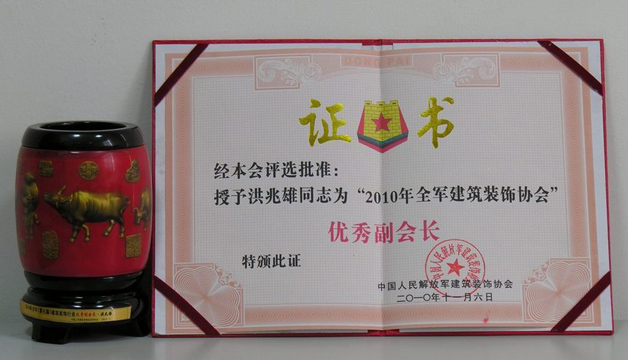 证书
经本会评选批准：
授予洪兆雄同志为“2010年全军建筑装饰协会”
优秀副会长
特颁此证
中国人民解放军建筑装饰协会
二〇一〇年十一月六日